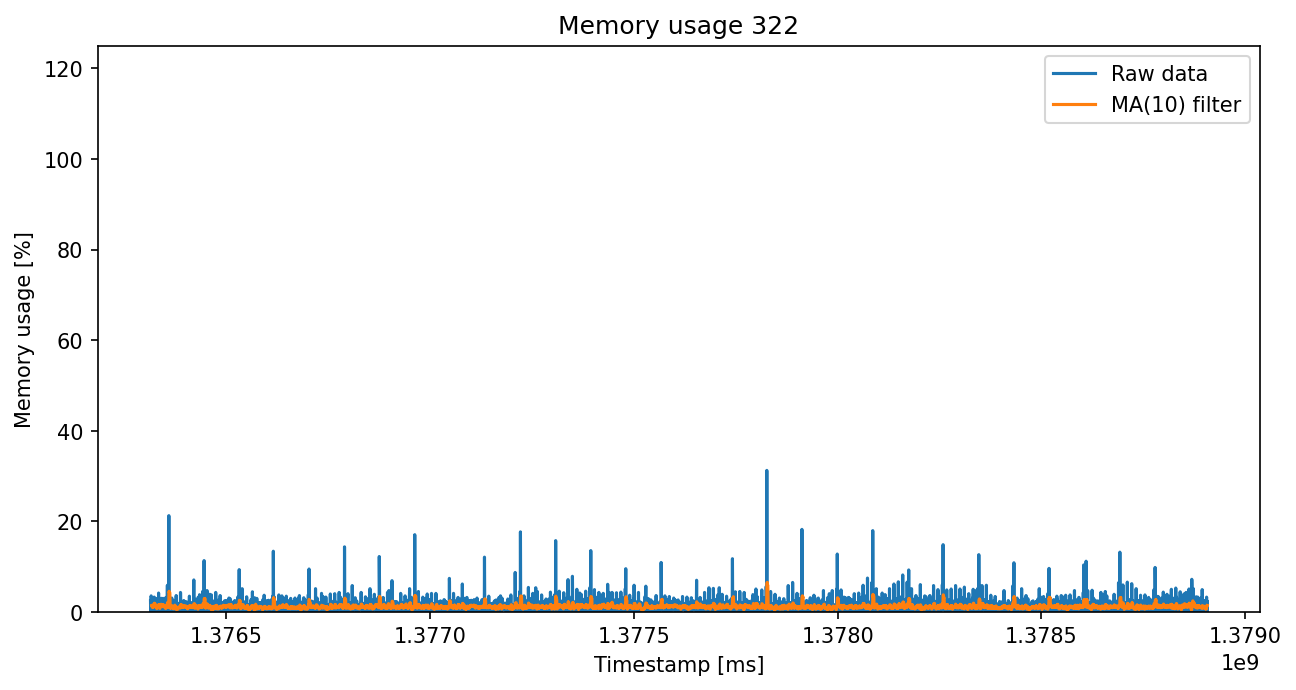 Memory usage 322
Raw data
MA(10) filter
Memory usage [%]
120
100
80
60
40
20
0
1.3765 1.3770 1.3775 1.3780 1.3785 1.3790
1e9
Timestamp [ms]